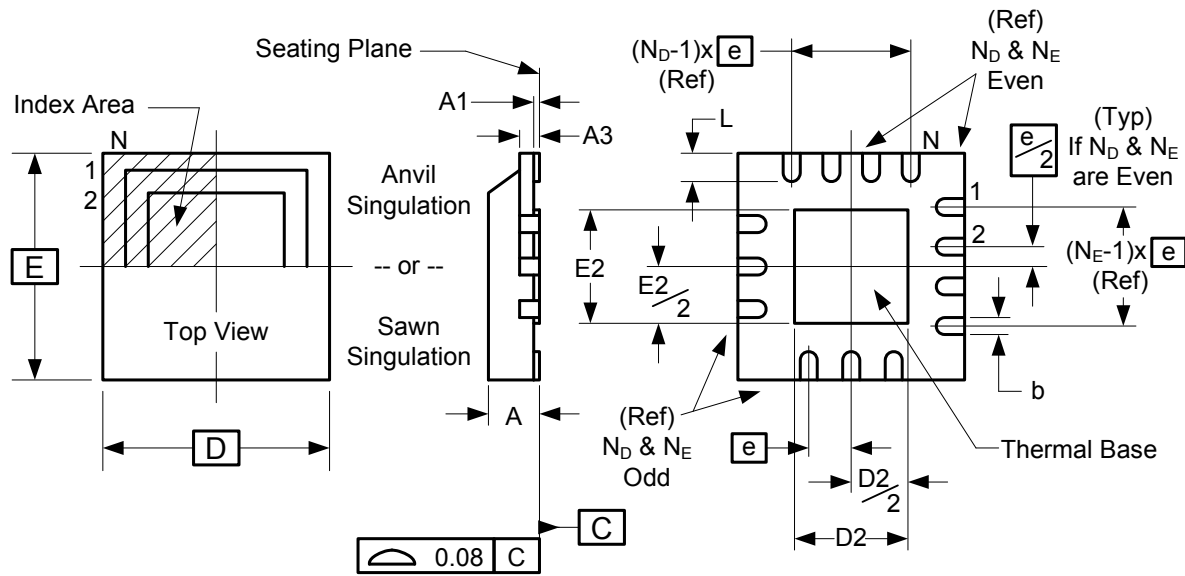 Seating Plane
Index Area
N
1
2
E
Top View
D
A1
A3
Anvil
Singulation
-- or --
Sawn
Singulation
A
0.08 C
C
(N_D-1)x e
(Ref)
L
(Ref)
N_D & N_E
Even
N
e/2
(Typ)
If N_D & N_E
are Even
1
2
(N_E-1)x e
(Ref)
E2
E2/2
b
(Ref)
N_D & N_E
Odd
e
Thermal Base
D2/2
D2